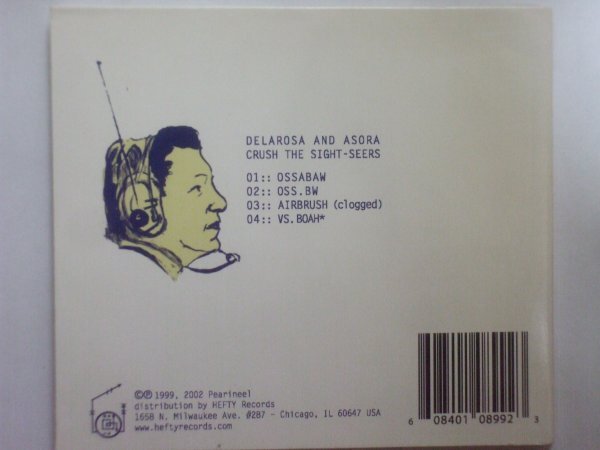 DELAROSA AND ASORA
CRUSH THE SIGHT-SEERS
01:: OSSABAW
02:: OSS.BW
03:: AIRBRUSH (clogged)
04:: VS.BOAH*
©℗ 1999, 2002 Pearineel
distribution by HEFTY Records
1658 N. Milwaukee Ave. #287 - Chicago, IL 60647 USA
www.heftyrecords.com
6 08401 08992 3